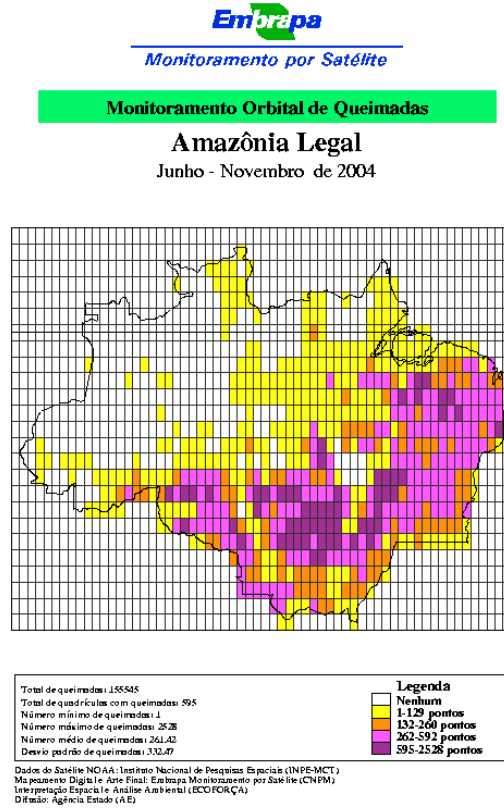 Embrapa
Monitoramento por Satélite
Monitoramento Orbital de Queimadas
Amazônia Legal
Junho - Novembro de 2004
Total de queimadas: 155545
Total de quadrículas com queimadas: 595
Número mínimo de queimadas: 1
Número máximo de queimadas: 2528
Número médio de queimadas: 261.42
Desvio padrão de queimadas: 332.47
Legenda
Nenhum
1-129 pontos
132-260 pontos
262-592 pontos
595-2528 pontos
Dados do Satélite NOAA: Instituto Nacional de Pesquisas Espaciais (INPE-MCT)
Mapeamento Digital e Arte Final: Embrapa Monitoramento por Satélite (CNPM)
Interpretação Espacial e Análise Ambiental (ECOFORÇA)
Difusão: Agência Estado (AE)